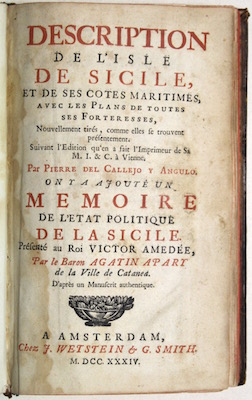 DESCRIPTION
DE L'ISLE
DE SICILE,
ET DE SES COTES MARITIMES,
AVEC LES PLANS DE TOUTES
SES FORTERESSES,
Nouvellement tirés, comme elles se trouvent
présentement.
Suivant l'Edition qu'en a fait l'Imprimeur de Sa
M. I. & C. à Vienne.
Par PIERRE DEL CALLEJO Y ANGULO.
ON Y A AJOUTÉ UN
MEMOIRE
DE L'ETAT POLITIQUE
DE LA SICILE.
Présenté au Roi VICTOR AMEDÉE,
Par le Baron AGATIN APARY
de la Ville de Catanea.
D'après un Manuscrit authentique.
A AMSTERDAM,
Chez J. WETSTEIN & G. SMITH.
M. DCC. XXXIV.